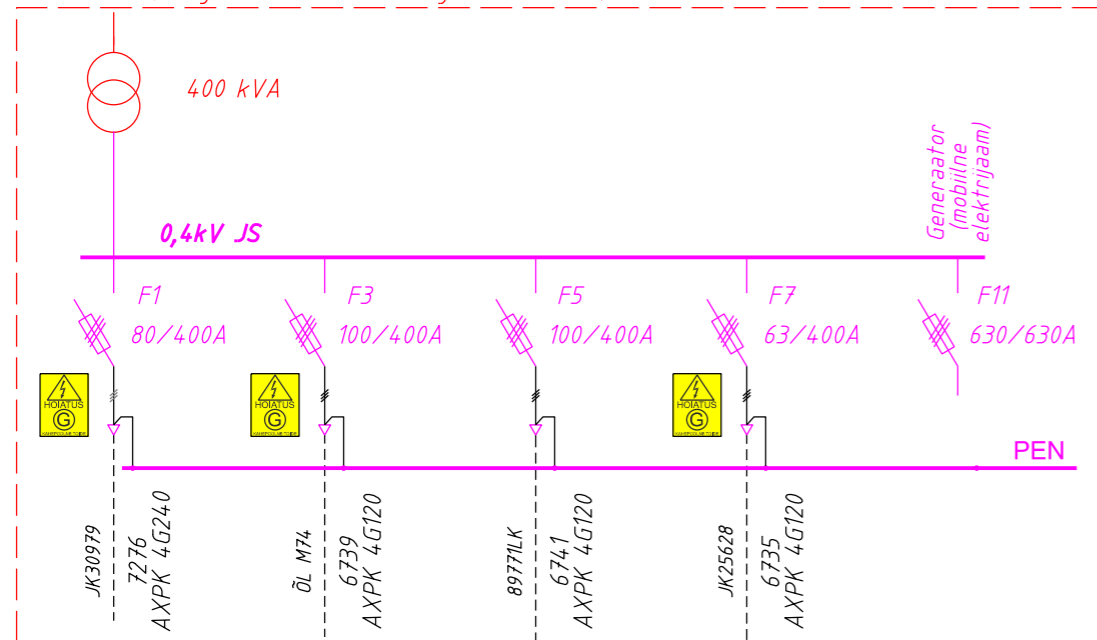 400 kVA
Generaator
(mobiilne
elektrijaam)
0,4kV JS
F1
80/400A
F3
100/400A
F5
100/400A
F7
63/400A
F11
630/630A
HOIATUS
G
HOIATUS
G
HOIATUS
G
PEN
JK30979
7276
AXPK 4G240
ÕL M74
6739
AXPK 4G120
89771LK
6741
AXPK 4G120
JK25628
6735
AXPK 4G120